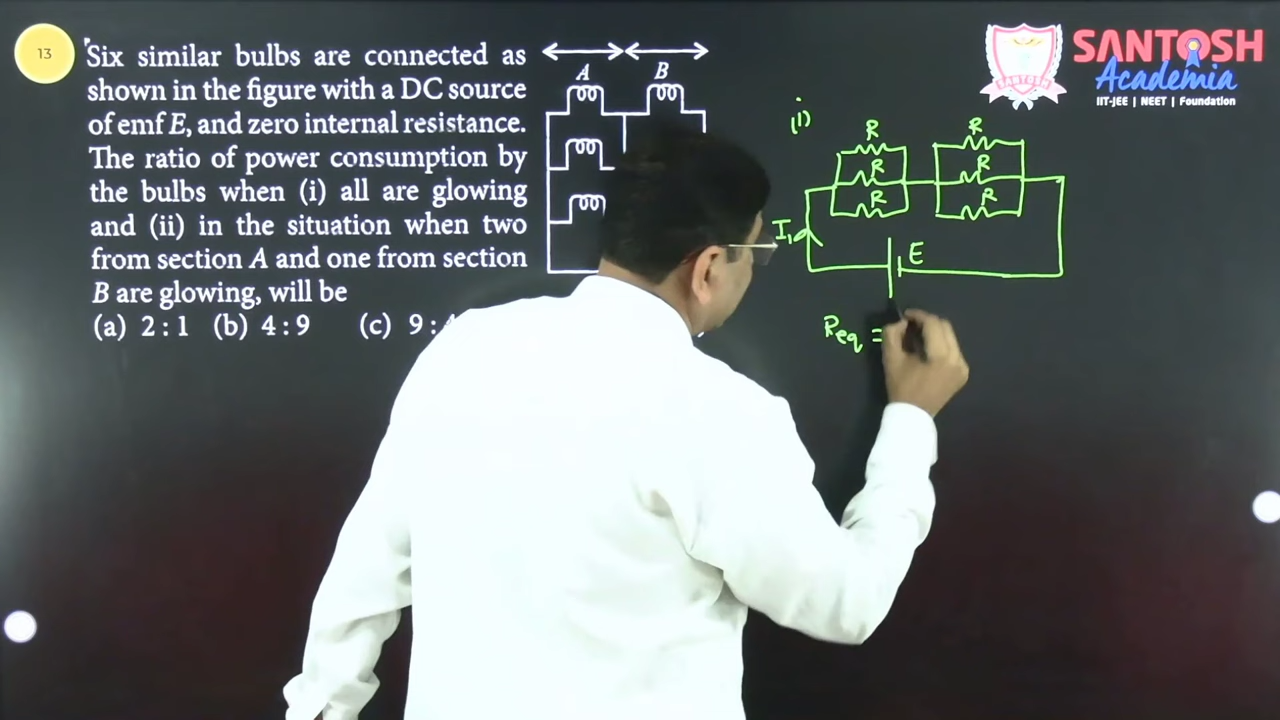 13
Six similar bulbs are connected as
shown in the figure with a DC source
of emf E, and zero internal resistance.
The ratio of power consumption by
the bulbs when (i) all are glowing
and (ii) in the situation when two
from section A and one from section
B are glowing, will be
(a) 2 : 1 (b) 4 : 9 (c) 9 :
A B
SANTOSH
Academia
IIT-JEE | NEET | Foundation
SANTOSH
(i)
R R
R R
R R
I₁
E
Req =